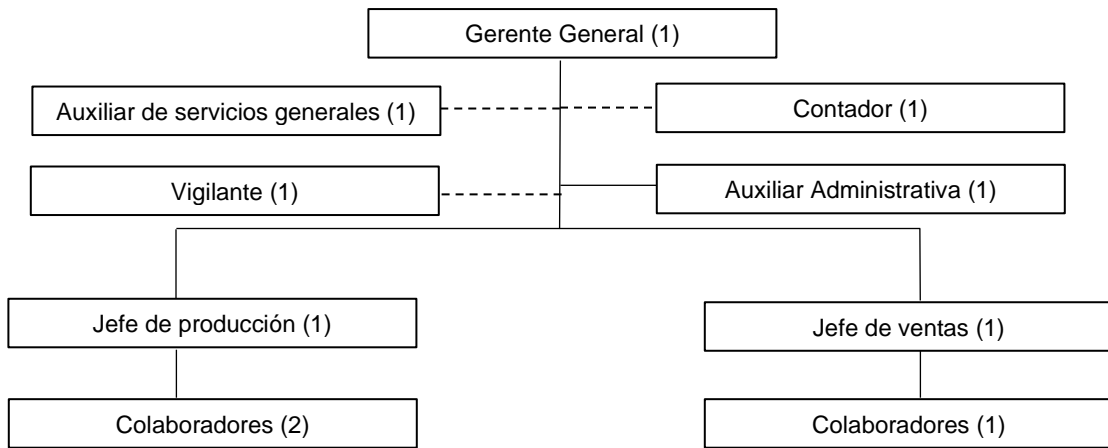 Gerente General (1)
Auxiliar de servicios generales (1)
Contador (1)
Vigilante (1)
Auxiliar Administrativa (1)
Jefe de producción (1)
Jefe de ventas (1)
Colaboradores (2)
Colaboradores (1)